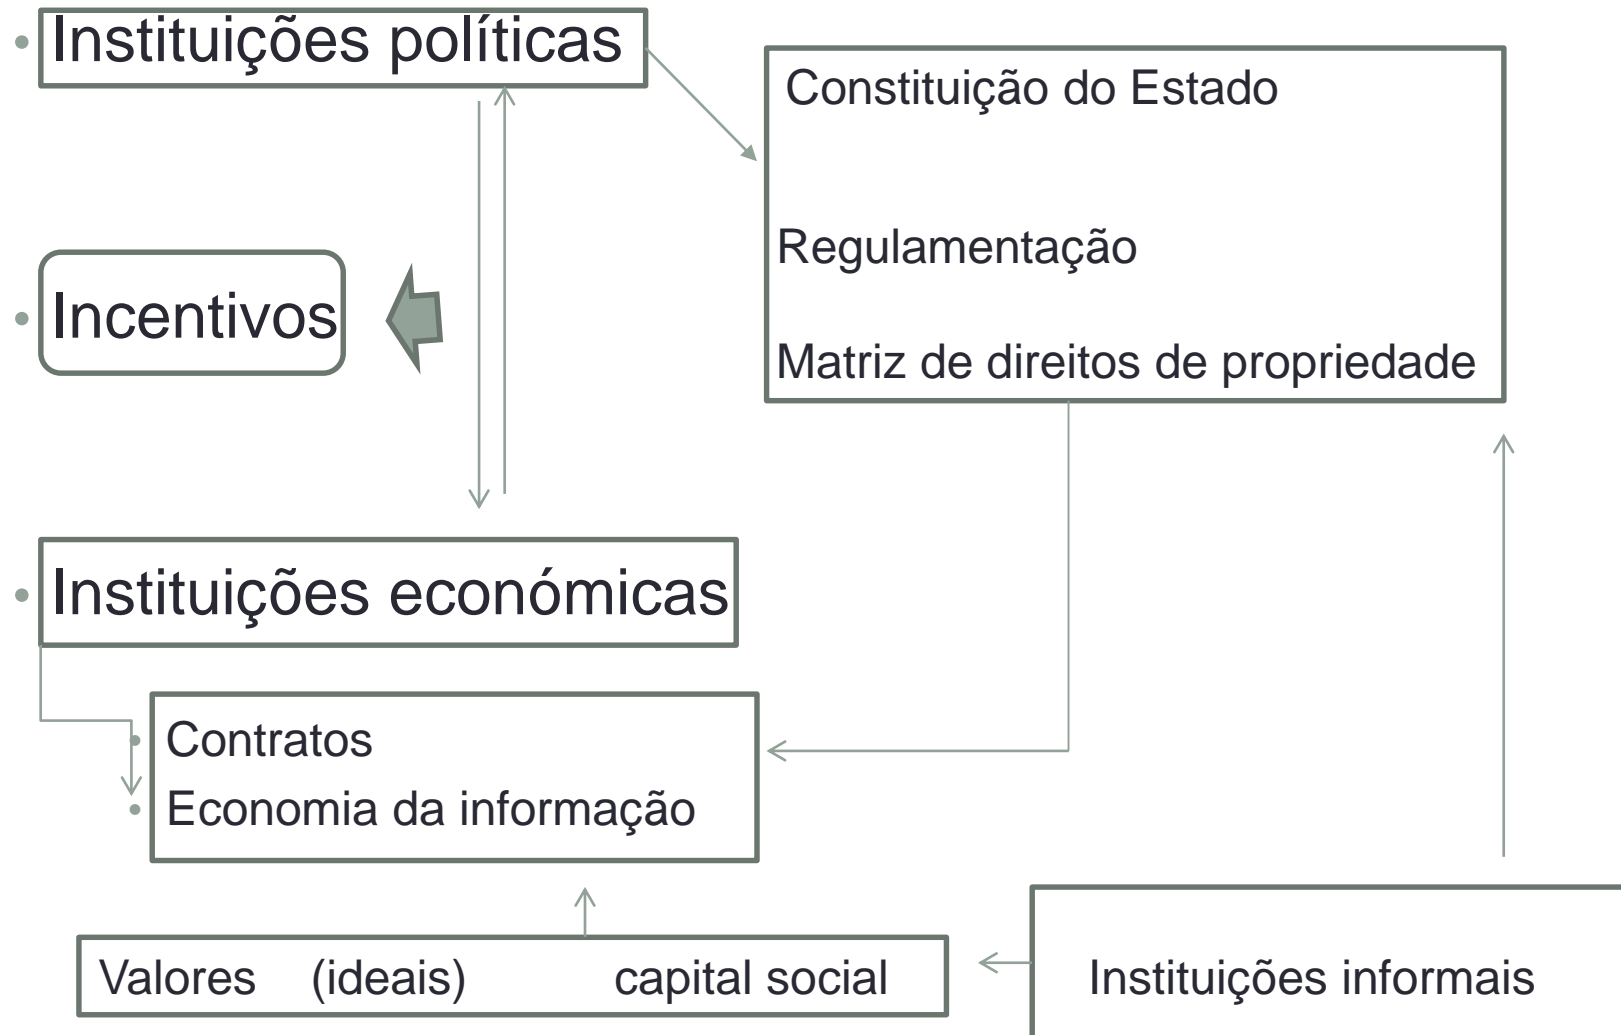 Instituições políticas
Constituição do Estado
Regulamentação
Incentivos
Matriz de direitos de propriedade
Instituições económicas
Contratos
Economia da informação
Valores (ideais) capital social
Instituições informais